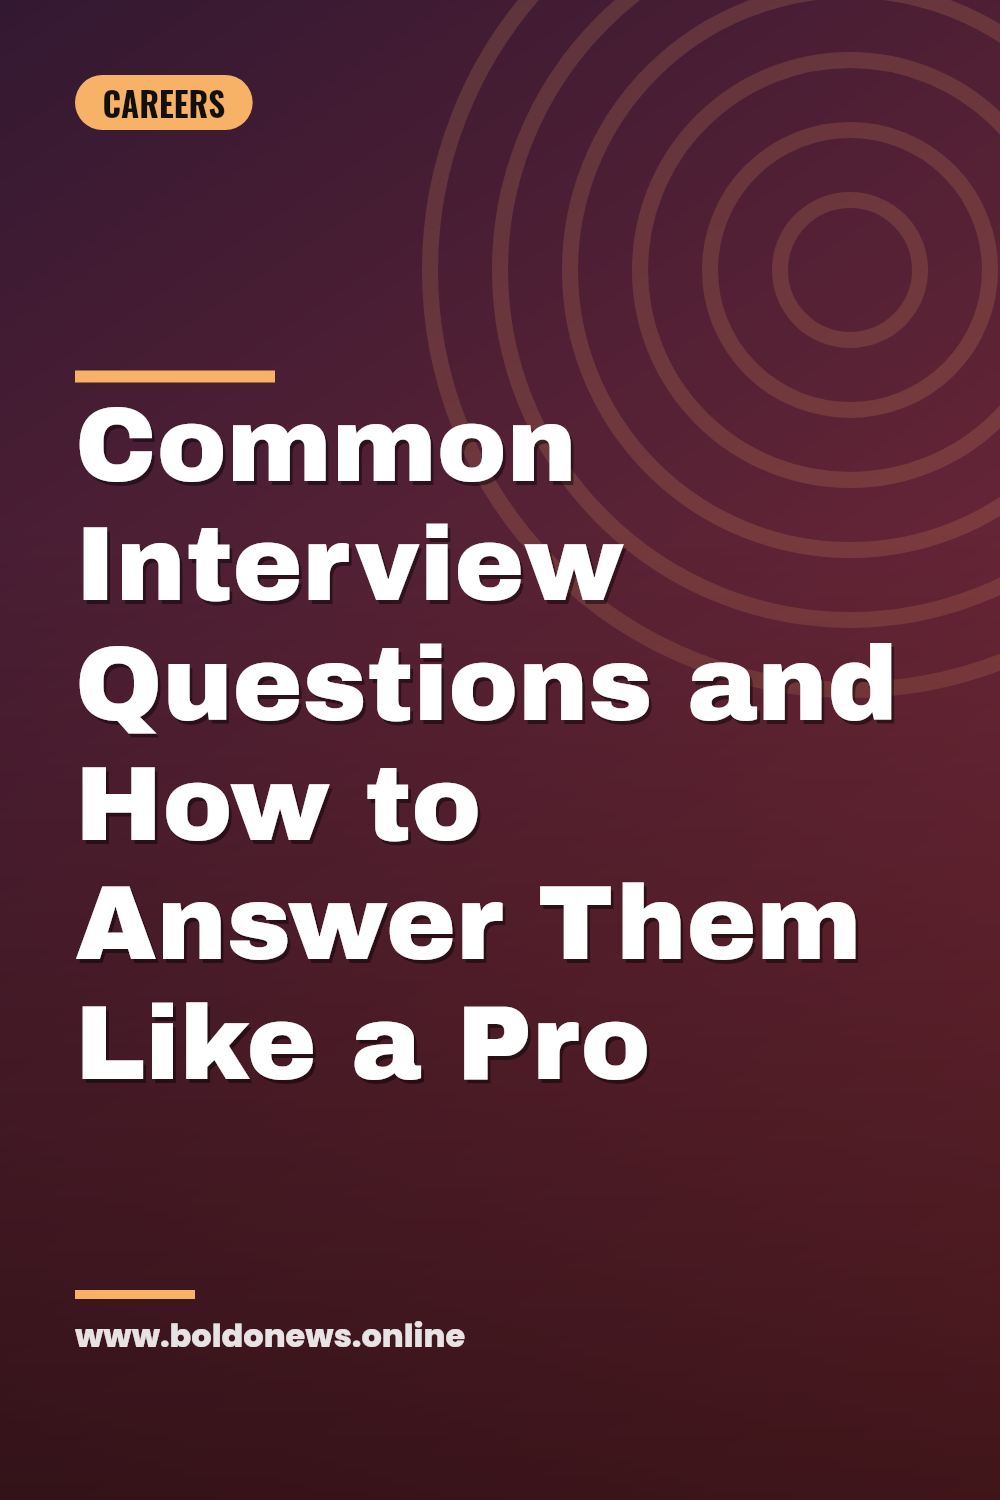 CAREERS
Common
Interview
Questions and
How to
Answer Them
Like a Pro
www.boldonews.online